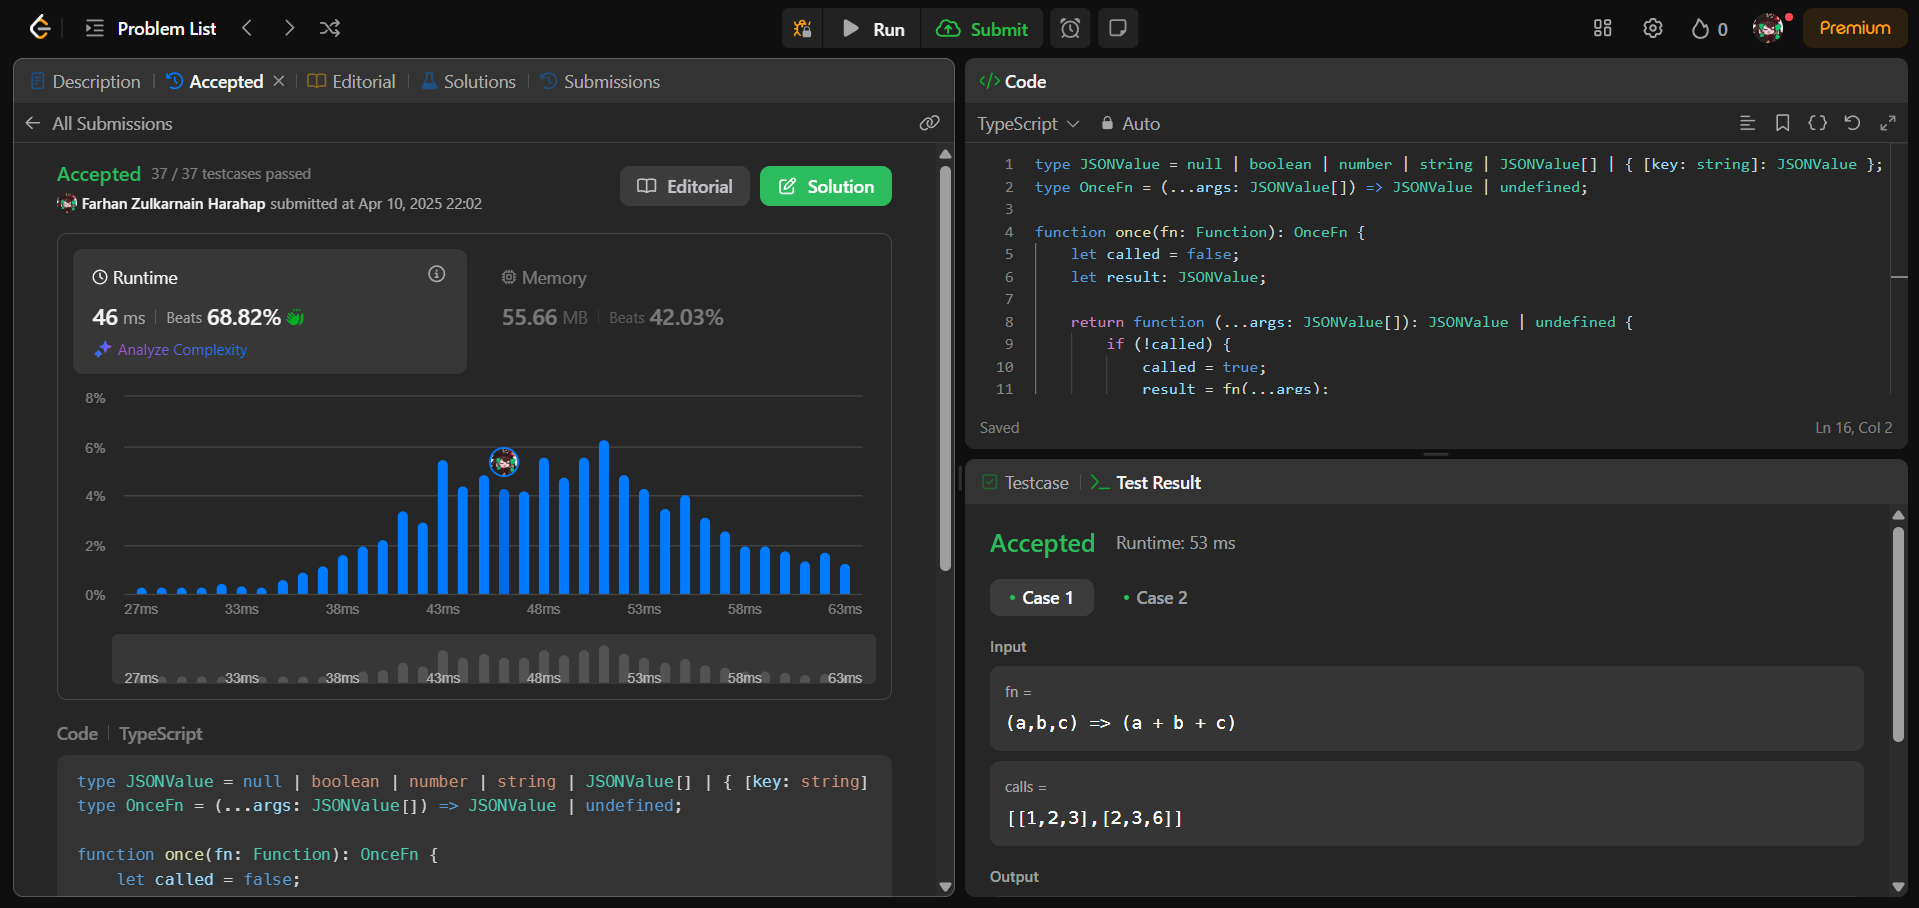 Problem List
Run
Submit
0
Premium
Description
Accepted
Editorial
Solutions
Submissions
All Submissions
Accepted 37 / 37 testcases passed
Farhan Zulkarnain Harahap submitted at Apr 10, 2025 22:02
Editorial
Solution
Runtime
46 ms Beats 68.82%
Analyze Complexity
Memory
55.66 MB Beats 42.03%
8%
6%
4%
2%
0%
27ms 33ms 38ms 43ms 48ms 53ms 58ms 63ms
27ms 33ms 38ms 43ms 48ms 53ms 58ms 63ms
Code TypeScript
type JSONValue = null | boolean | number | string | JSONValue[] | { [key: string]
type OnceFn = (...args: JSONValue[]) => JSONValue | undefined;
function once(fn: Function): OnceFn {
let called = false;
Code
TypeScript Auto
1 type JSONValue = null | boolean | number | string | JSONValue[] | { [key: string]: JSONValue };
2 type OnceFn = (...args: JSONValue[]) => JSONValue | undefined;
3
4 function once(fn: Function): OnceFn {
5 let called = false;
6 let result: JSONValue;
7
8 return function (...args: JSONValue[]): JSONValue | undefined {
9 if (!called) {
10 called = true;
11 result = fn(...args);
Saved
Ln 16, Col 2
Testcase
Test Result
Accepted Runtime: 53 ms
Case 1
Case 2
Input
fn =
(a,b,c) => (a + b + c)
calls =
[[1,2,3],[2,3,6]]
Output